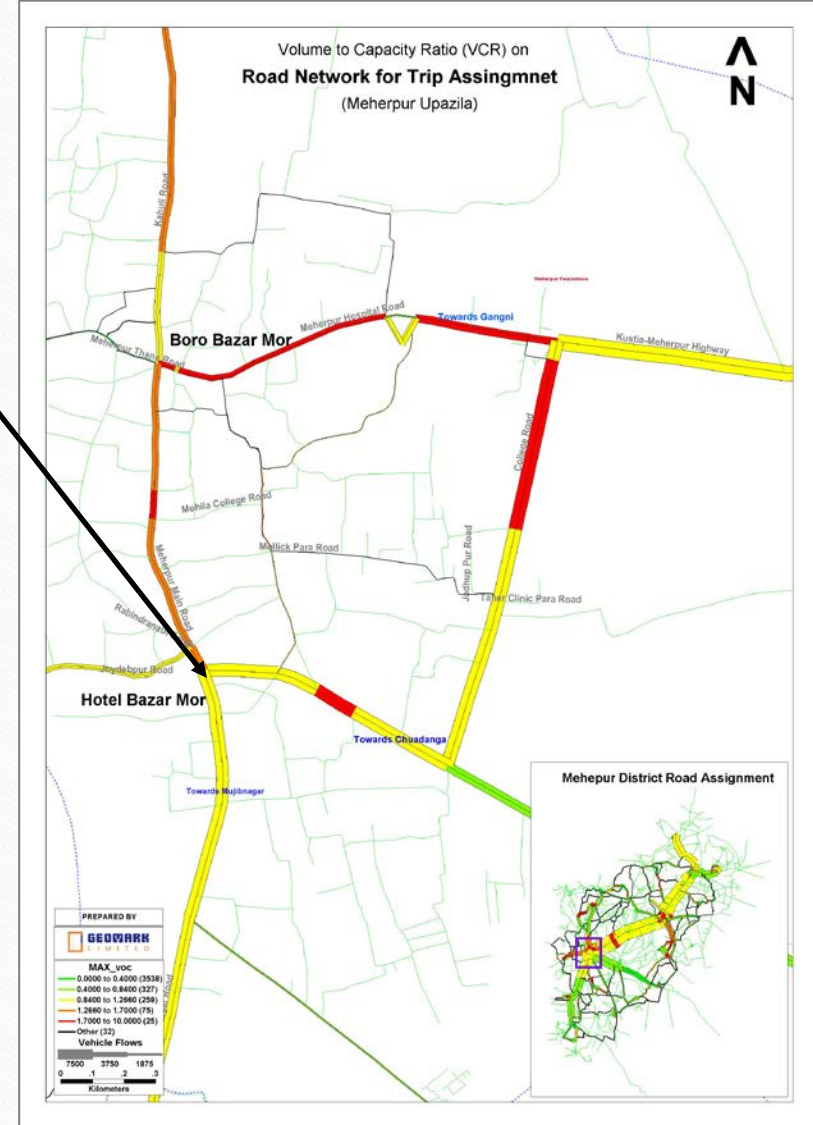 Volume to Capacity Ratio (VCR) on
Road Network for Trip Assingmnet
(Meherpur Upazila)
N
Kathuli Road
Meherpur Hospital Road
Towards Gangni
Meherpur Pourashava
Kustia-Meherpur Highway
Boro Bazar Mor
Meherpur Thana Road
College Road
Mohila College Road
Mollick Para Road
Jadhup Pur Road
Taher Clinic Para Road
Meherpur Main Road
Joydebpur Road
Hotel Bazar Mor
Towards Chuadanga
Towards Mujibnagar
Road
Mehepur District Road Assignment
PREPARED BY
GEOMARK
LIMITED
MAX_voc
0.0000 to 0.4000 (3538)
0.4000 to 0.8400 (327)
0.8400 to 1.2660 (259)
1.2660 to 1.7000 (75)
1.7000 to 10.0000 (25)
Other (32)
Vehicle Flows
7500 3750 1875
0 .1 .2 .3
Kilometers